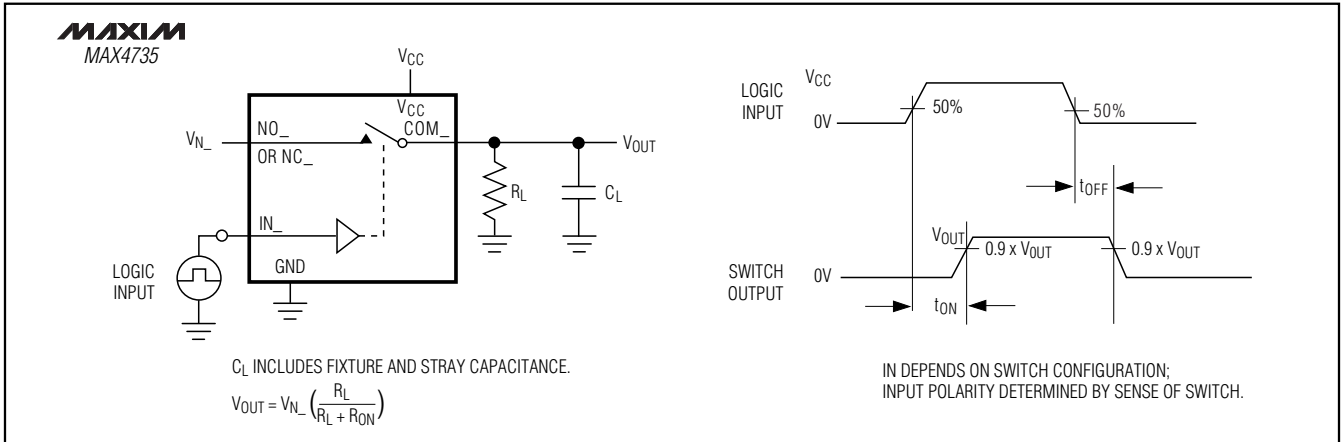 MAXIM
MAX4735
VCC
VCC
NO_
COM_
VN_
OR NC_
VOUT
RL
CL
IN_
LOGIC
INPUT
GND
CL INCLUDES FIXTURE AND STRAY CAPACITANCE.
VOUT = VN_ (RL / RL + RON)
LOGIC
INPUT
VCC
0V
50%
50%
tOFF
VOUT
0.9 x VOUT
0.9 x VOUT
SWITCH
OUTPUT
0V
tON
IN DEPENDS ON SWITCH CONFIGURATION;
INPUT POLARITY DETERMINED BY SENSE OF SWITCH.